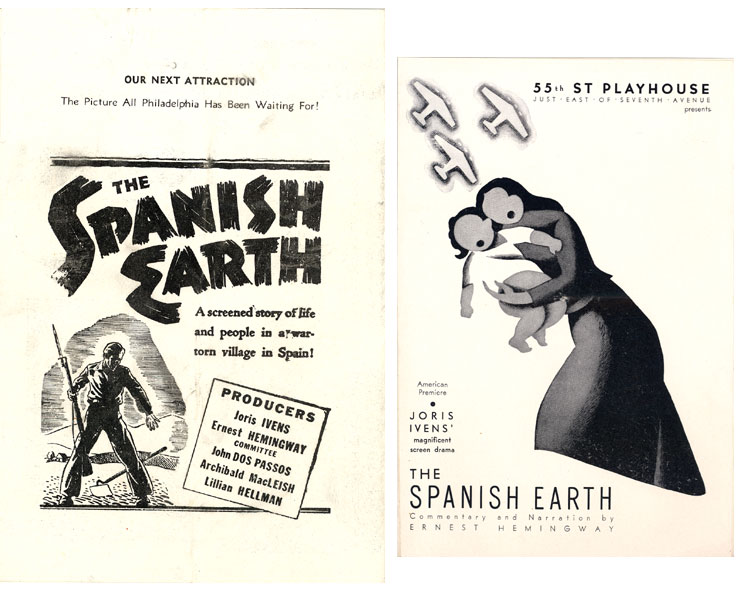 OUR NEXT ATTRACTION
The Picture All Philadelphia Has Been Waiting For!
THE
SPANISH
EARTH
A screened story of life
and people in a war-
torn village in Spain!
PRODUCERS
Joris IVENS
Ernest HEMINGWAY
COMMITTEE
John DOS PASSOS
Archibald MacLEISH
Lillian HELLMAN
55th ST PLAYHOUSE
JUST·EAST·OF·SEVENTH·AVENUE
presents
American
Premiere
•
JORIS
IVENS'
magnificent
screen drama
THE
SPANISH EARTH
Commentary and Narration by
ERNEST HEMINGWAY